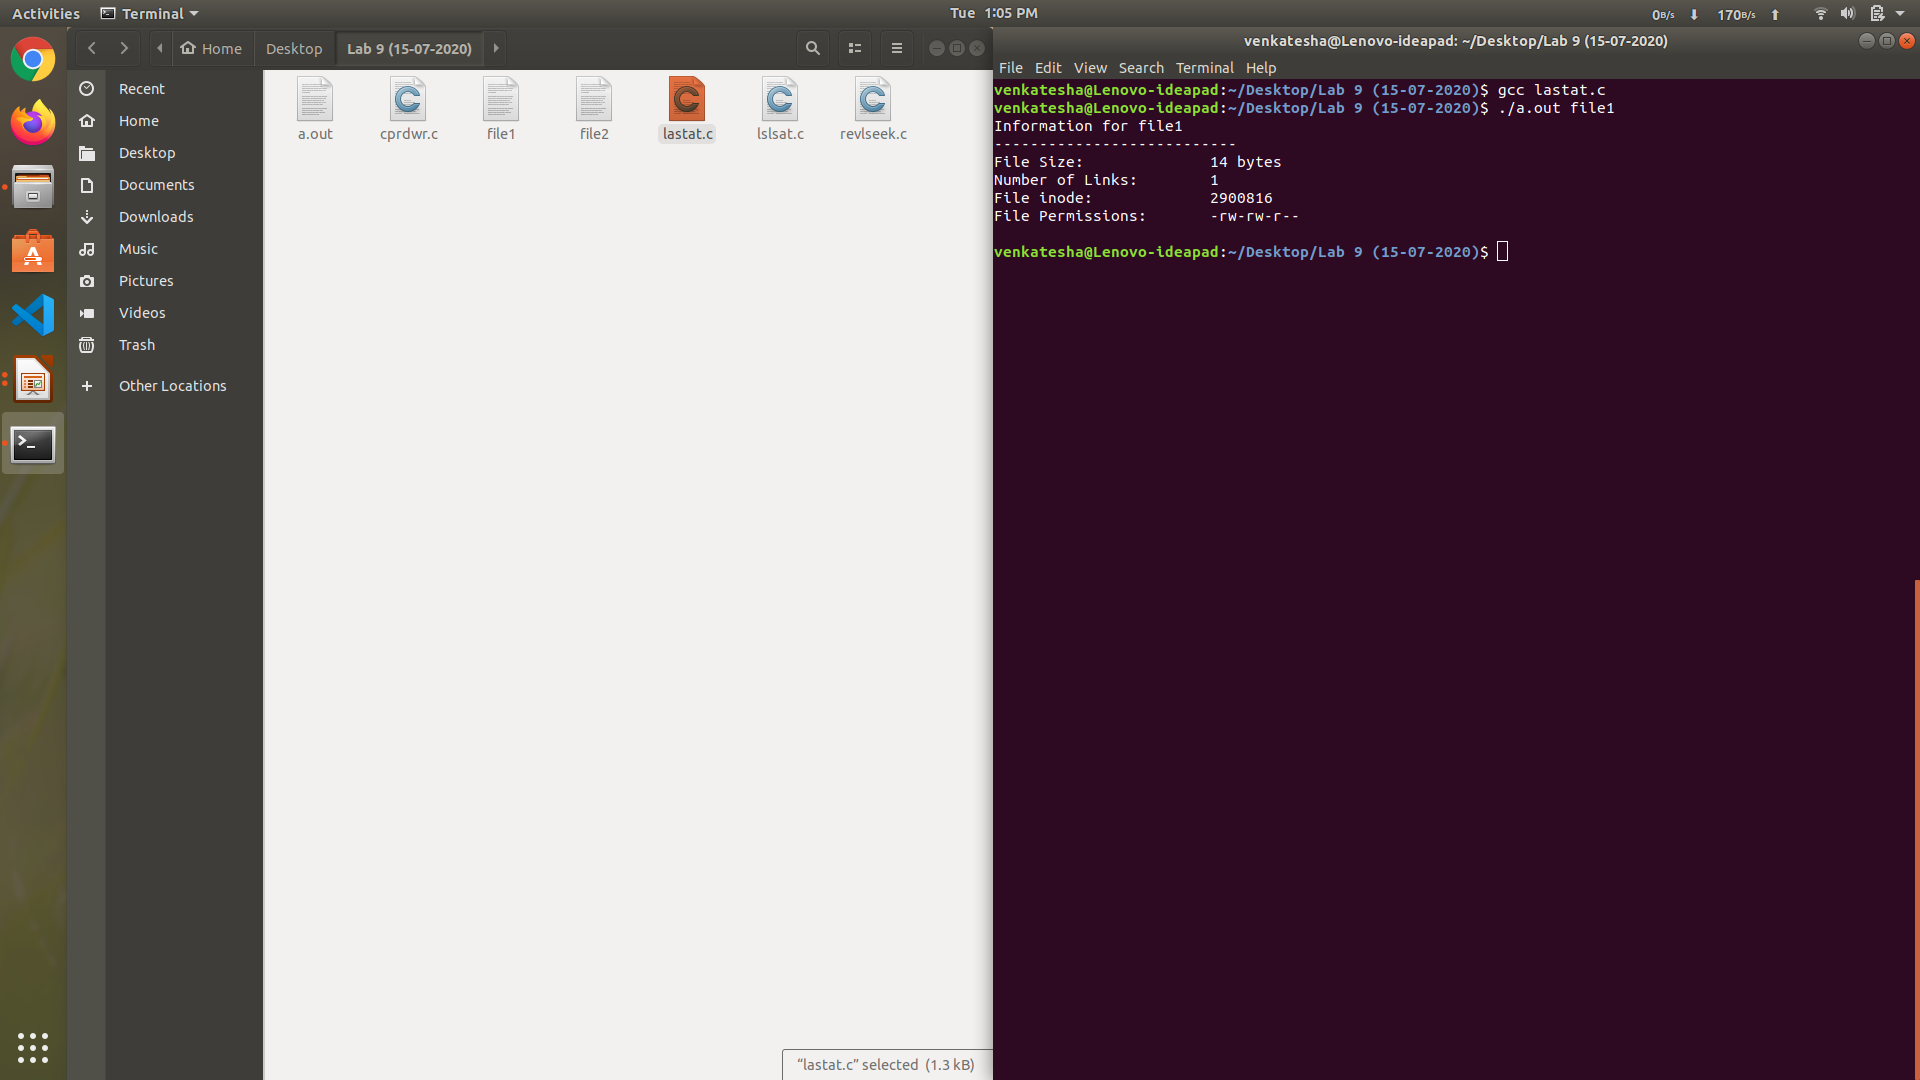 Activities
Terminal
Tue 1:05 PM
0B/s
170B/s
Home
Desktop
Lab 9 (15-07-2020)
Recent
Home
Desktop
Documents
Downloads
Music
Pictures
Videos
Trash
Other Locations
a.out
cprdwr.c
file1
file2
lastat.c
lslsat.c
revlseek.c
“lastat.c” selected (1.3 kB)
venkatesha@Lenovo-ideapad: ~/Desktop/Lab 9 (15-07-2020)
File Edit View Search Terminal Help
venkatesha@Lenovo-ideapad:~/Desktop/Lab 9 (15-07-2020)$ gcc lastat.c
venkatesha@Lenovo-ideapad:~/Desktop/Lab 9 (15-07-2020)$ ./a.out file1
Information for file1
---------------------------
File Size: 14 bytes
Number of Links: 1
File inode: 2900816
File Permissions: -rw-rw-r--
venkatesha@Lenovo-ideapad:~/Desktop/Lab 9 (15-07-2020)$